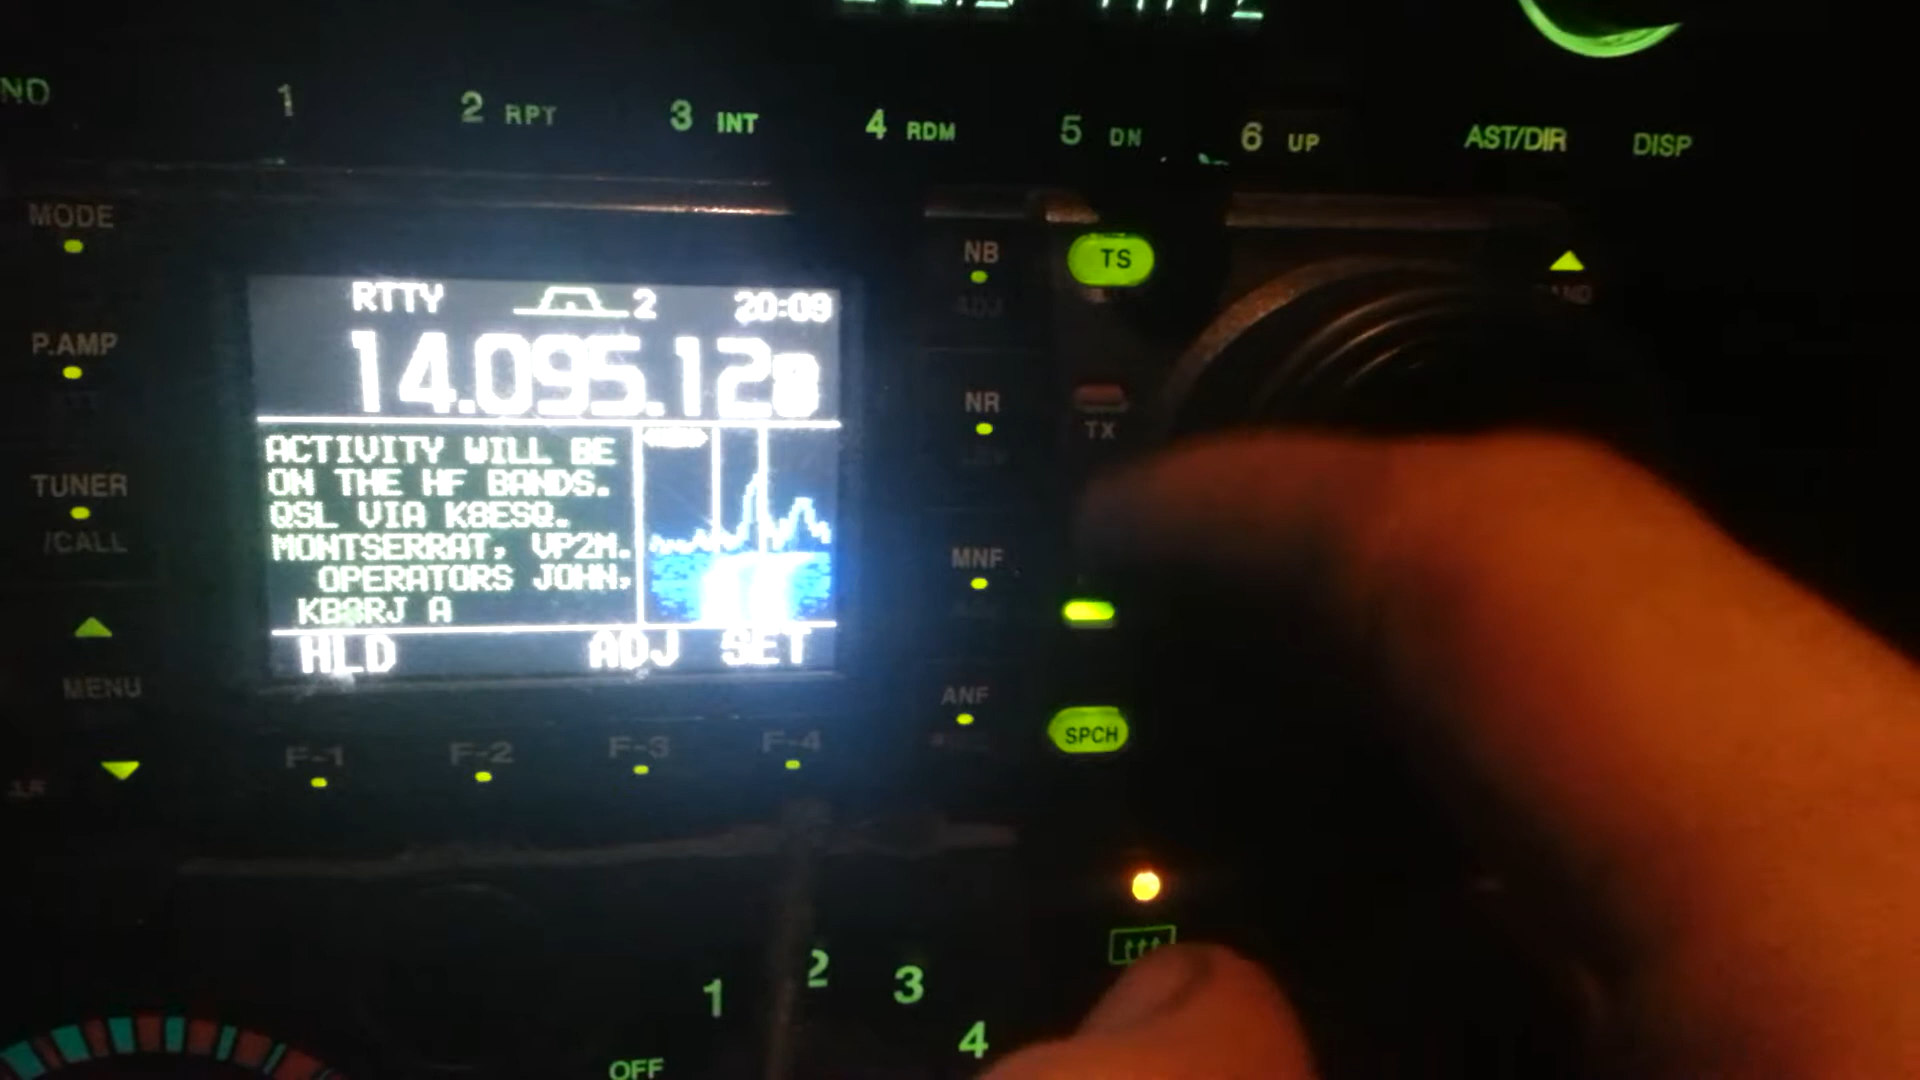 ND 1 2 RPT 3 INT 4 RDM 5 DN 6 UP AST/DIR DISP
MODE
P.AMP
TUNER
/CALL
MENU
RTTY 2 20:09
14.095.12
ACTIVITY WILL BE
ON THE HF BANDS.
QSL VIA K8ESQ.
MONTSERRAT, VP2M.
OPERATORS JOHN,
KB8RJ A
HLD ADJ SET
F-1 F-2 F-3 F-4
NB
ADJ
NR
MNF
ANF
TS
TX
SPCH
1 2 3 4
OFF